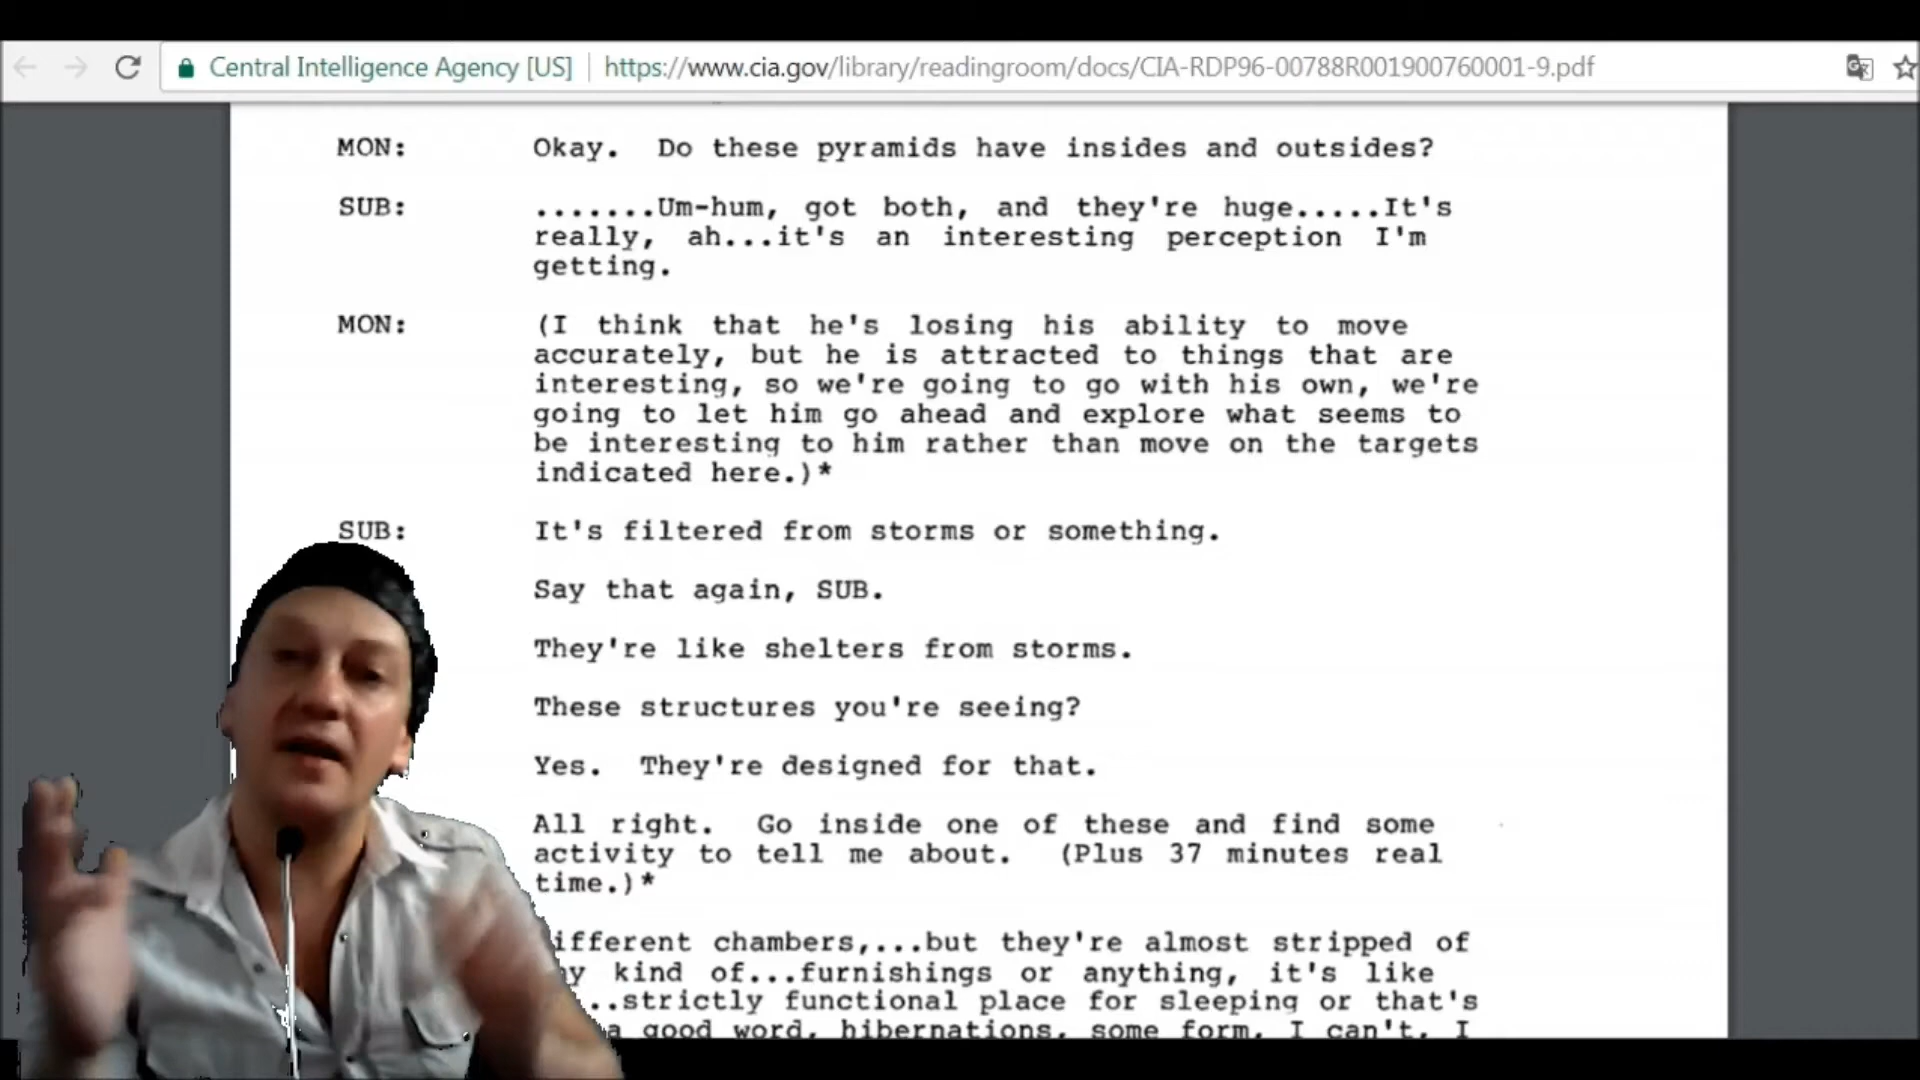 Central Intelligence Agency [US] https://www.cia.gov/library/readingroom/docs/CIA-RDP96-00788R001900760001-9.pdf
MON: Okay. Do these pyramids have insides and outsides?
SUB: .......Um-hum, got both, and they're huge.....It's
really, ah...it's an interesting perception I'm
getting.
MON: (I think that he's losing his ability to move
accurately, but he is attracted to things that are
interesting, so we're going to go with his own, we're
going to let him go ahead and explore what seems to
be interesting to him rather than move on the targets
indicated here.)*
SUB: It's filtered from storms or something.
Say that again, SUB.
They're like shelters from storms.
These structures you're seeing?
Yes. They're designed for that.
All right. Go inside one of these and find some
activity to tell me about. (Plus 37 minutes real
time.)*
ifferent chambers,...but they're almost stripped of
y kind of...furnishings or anything, it's like
..strictly functional place for sleeping or that's
a good word, hibernations, some form, I can't, I